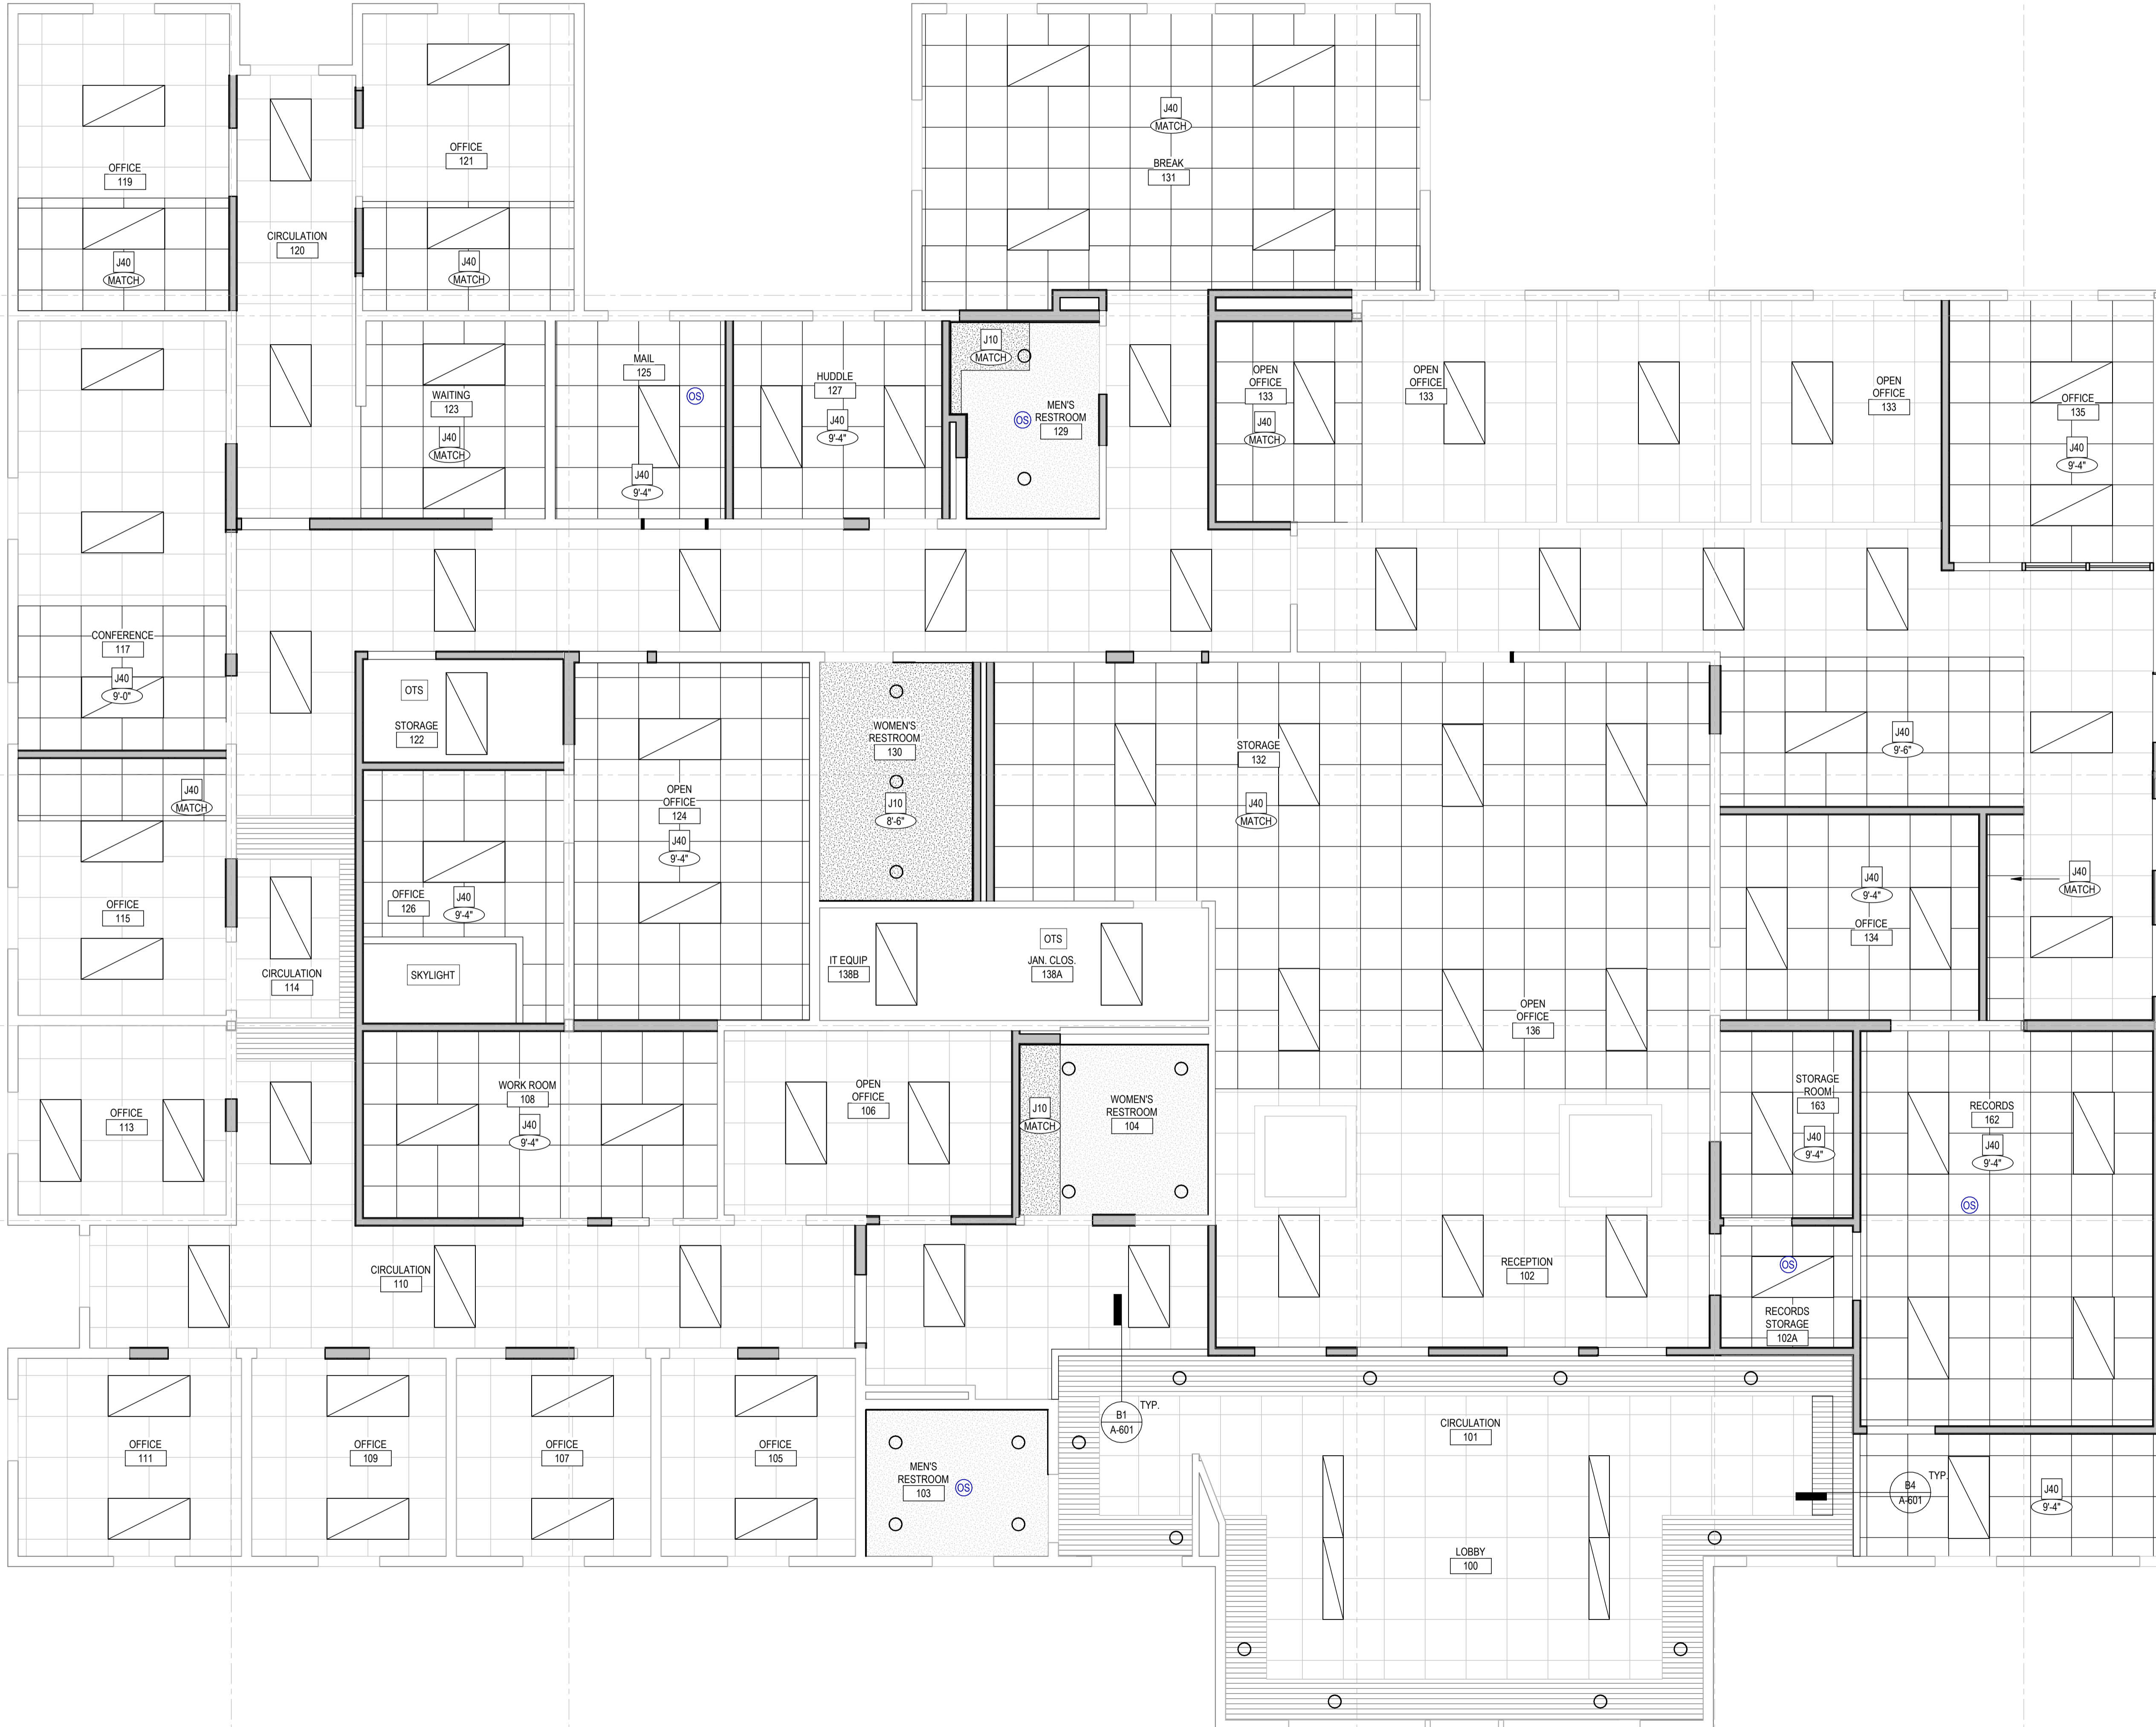 OFFICE
119
J40
MATCH
CIRCULATION
120
OFFICE
121
J40
MATCH
J40
MATCH
BREAK
131
WAITING
123
J40
MATCH
MAIL
125
OS
J40
9'-4"
HUDDLE
127
J40
9'-4"
J10
MATCH
OS
MEN'S
RESTROOM
129
OPEN
OFFICE
133
J40
MATCH
OPEN
OFFICE
133
OPEN
OFFICE
133
OFFICE
135
J40
9'-4"
CONFERENCE
117
J40
9'-0"
OTS
STORAGE
122
OPEN
OFFICE
124
J40
9'-4"
WOMEN'S
RESTROOM
130
J10
8'-6"
STORAGE
132
J40
MATCH
J40
9'-6"
J40
MATCH
OFFICE
115
CIRCULATION
114
OFFICE
126
J40
9'-4"
SKYLIGHT
IT EQUIP
138B
OTS
JAN. CLOS.
138A
OPEN
OFFICE
136
J40
9'-4"
OFFICE
134
J40
MATCH
OFFICE
113
WORK ROOM
108
J40
9'-4"
OPEN
OFFICE
106
J10
MATCH
WOMEN'S
RESTROOM
104
STORAGE
ROOM
163
J40
9'-4"
RECORDS
162
J40
9'-4"
OS
CIRCULATION
110
RECEPTION
102
OS
RECORDS
STORAGE
102A
OFFICE
111
OFFICE
109
OFFICE
107
OFFICE
105
MEN'S
RESTROOM
103
OS
B1
A-601
TYP.
CIRCULATION
101
B4
A-601
TYP.
J40
9'-4"
LOBBY
100